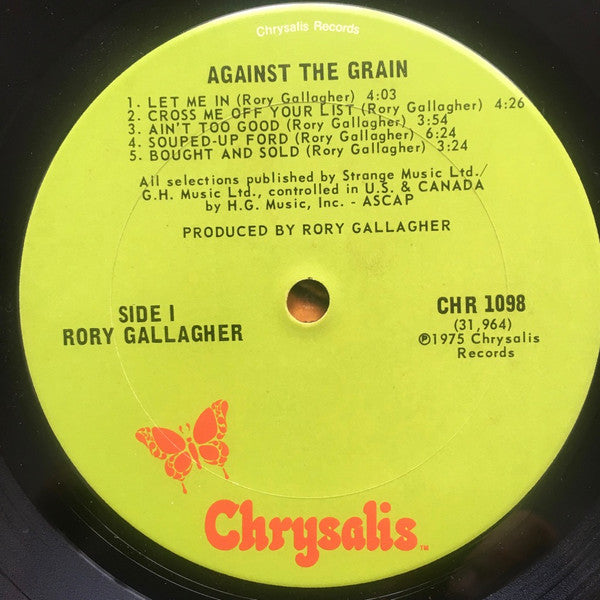 Chrysalis Records
AGAINST THE GRAIN
1. LET ME IN (Rory Gallagher) 4:03
2. CROSS ME OFF YOUR LIST (Rory Gallagher) 4:26
3. AIN'T TOO GOOD (Rory Gallagher) 3:54
4. SOUPED-UP FORD (Rory Gallagher) 6:24
5. BOUGHT AND SOLD (Rory Gallagher) 3:24
All selections published by Strange Music Ltd./
G.H. Music Ltd., controlled in U.S. & CANADA
by H.G. Music, Inc. - ASCAP
PRODUCED BY RORY GALLAGHER
SIDE I
RORY GALLAGHER
CHR 1098
(31,964)
℗1975 Chrysalis
Records
Chrysalis™